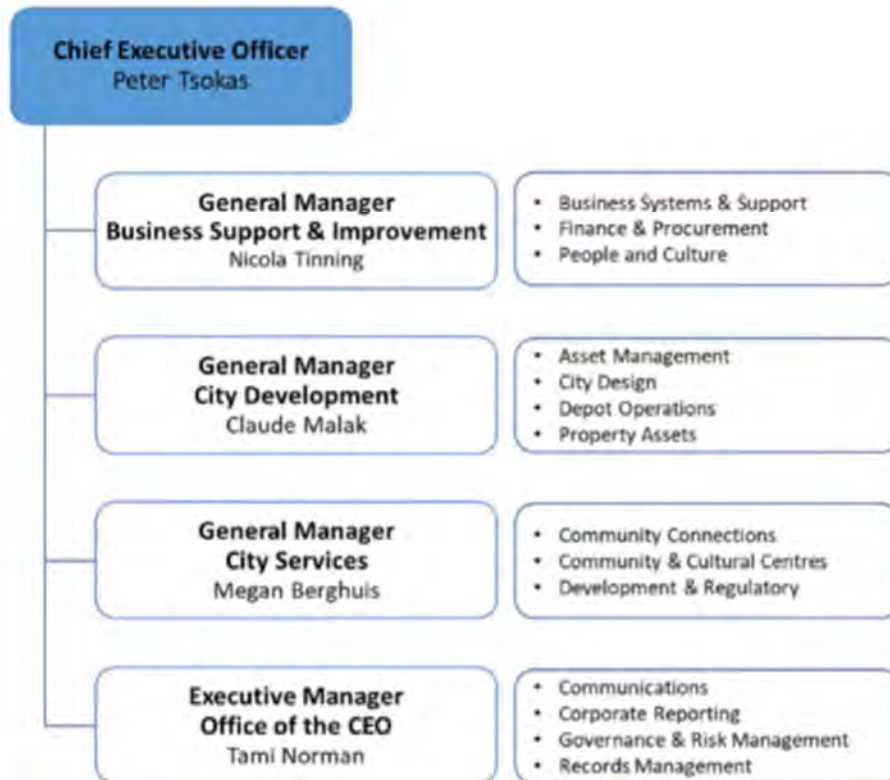 Chief Executive Officer
Peter Tsokas
General Manager
Business Support & Improvement
Nicola Tinning
• Business Systems & Support
• Finance & Procurement
• People and Culture
General Manager
City Development
Claude Malak
• Asset Management
• City Design
• Depot Operations
• Property Assets
General Manager
City Services
Megan Berghuis
• Community Connections
• Community & Cultural Centres
• Development & Regulatory
Executive Manager
Office of the CEO
Tami Norman
• Communications
• Corporate Reporting
• Governance & Risk Management
• Records Management